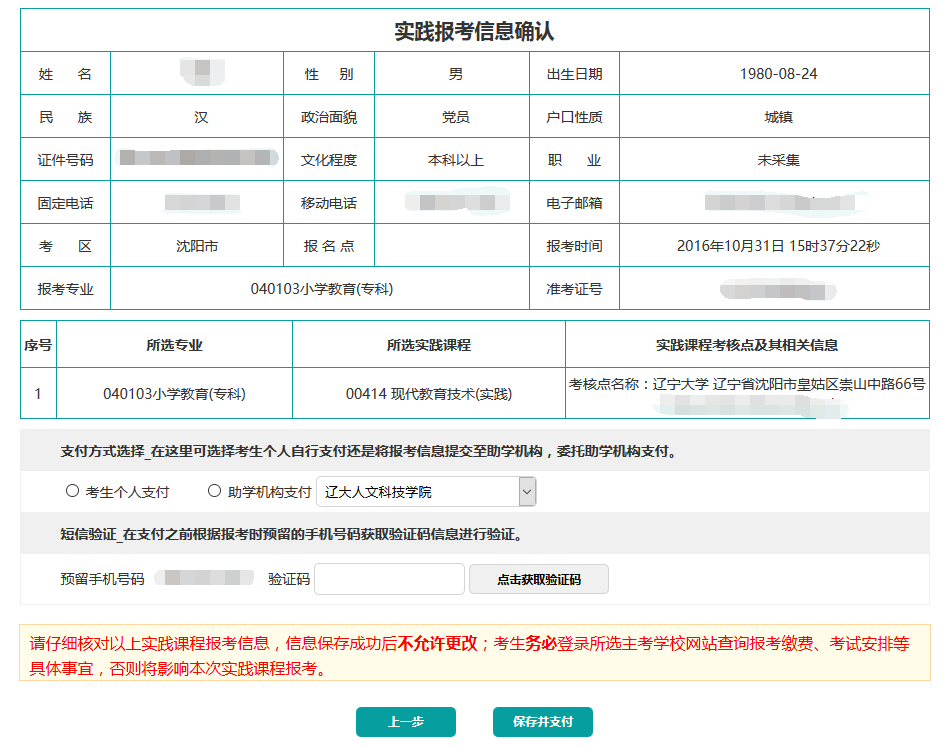 实践报考信息确认
姓 名 性 别 男 出生日期 1980-08-24
民 族 汉 政治面貌 党员 户口性质 城镇
证件号码 文化程度 本科以上 职 业 未采集
固定电话 移动电话 电子邮箱
考 区 沈阳市 报 名 点 报考时间 2016年10月31日 15时37分22秒
报考专业 040103小学教育(专科) 准考证号
序号 所选专业 所选实践课程 实践课程考核点及其相关信息
1 040103小学教育(专科) 00414 现代教育技术(实践) 考核点名称：辽宁大学 辽宁省沈阳市皇姑区崇山中路66号
支付方式选择_在这里可选择考生个人自行支付还是将报考信息提交至助学机构，委托助学机构支付。
考生个人支付 助学机构支付 辽大人文科技学院
短信验证_在支付之前根据报考时预留的手机号码获取验证码信息进行验证。
预留手机号码 验证码 点击获取验证码
请仔细核对以上实践课程报考信息，信息保存成功后不允许更改；考生务必登录所选主考学校网站查询报考缴费、考试安排等
具体事宜，否则将影响本次实践课程报考。
上一步 保存并支付